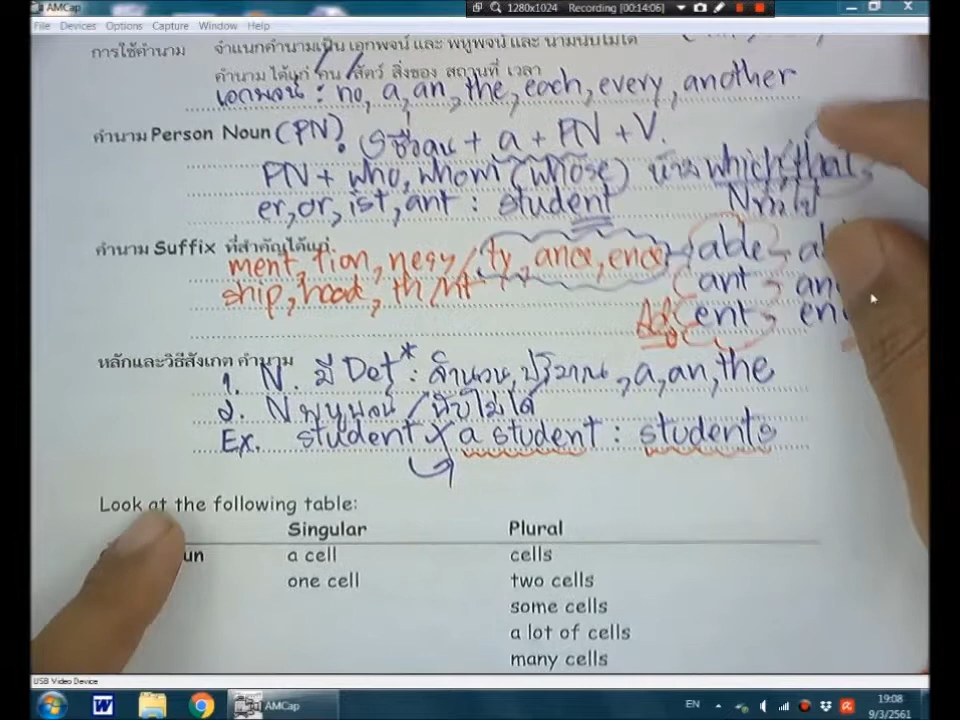 AMCap
1280x1024 Recording [00:14:06]
File Devices Options Capture Window Help
การใช้คำนาม จำแนกคำนามเป็น เอกพจน์ และ พหูพจน์ และ นามนับไม่ได้
คำนาม ได้แก่ คน สัตว์ สิ่งของ สถานที่ เวลา
เอกพจน์ : no, a, an, the, each, every, another
คำนาม Person Noun (PN)
+ a + PN + V.
PN + who, whom (whose) ห้าม which, that,
er, or, ist, ant : student
คำนาม Suffix ที่สำคัญได้แก่
ment, tion, ness / ty, ance, ence able
ship, hood, th ant
Adj ent
หลักและวิธีสังเกต คำนาม
1. N. มี Det* : จำนวน, ปริมาณ, a, an, the
2. N พหูพจน์ / นับไม่ได้
Ex. student X a student : students
Look at the following table:
Singular Plural
un a cell cells
one cell two cells
some cells
a lot of cells
many cells
USB Video Device
AMCap EN 19:08
9/3/2561